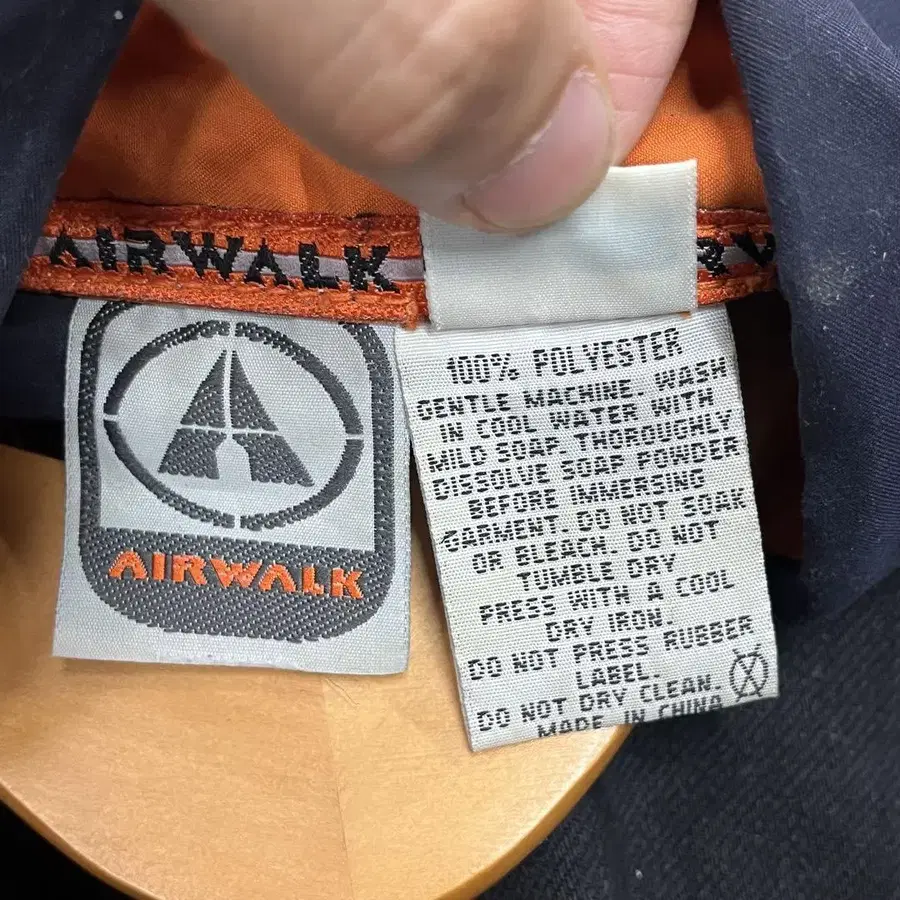 AIRWALK
RV
AIRWALK
100% POLYESTER
GENTLE MACHINE. WASH
IN COOL WATER WITH
MILD SOAP. THOROUGHLY
DISSOLVE SOAP POWDER
BEFORE IMMERSING
GARMENT. DO NOT SOAK
OR BLEACH. DO NOT
TUMBLE DRY
PRESS WITH A COOL
DRY IRON.
DO NOT PRESS RUBBER
LABEL.
DO NOT DRY CLEAN.
MADE IN CHINA